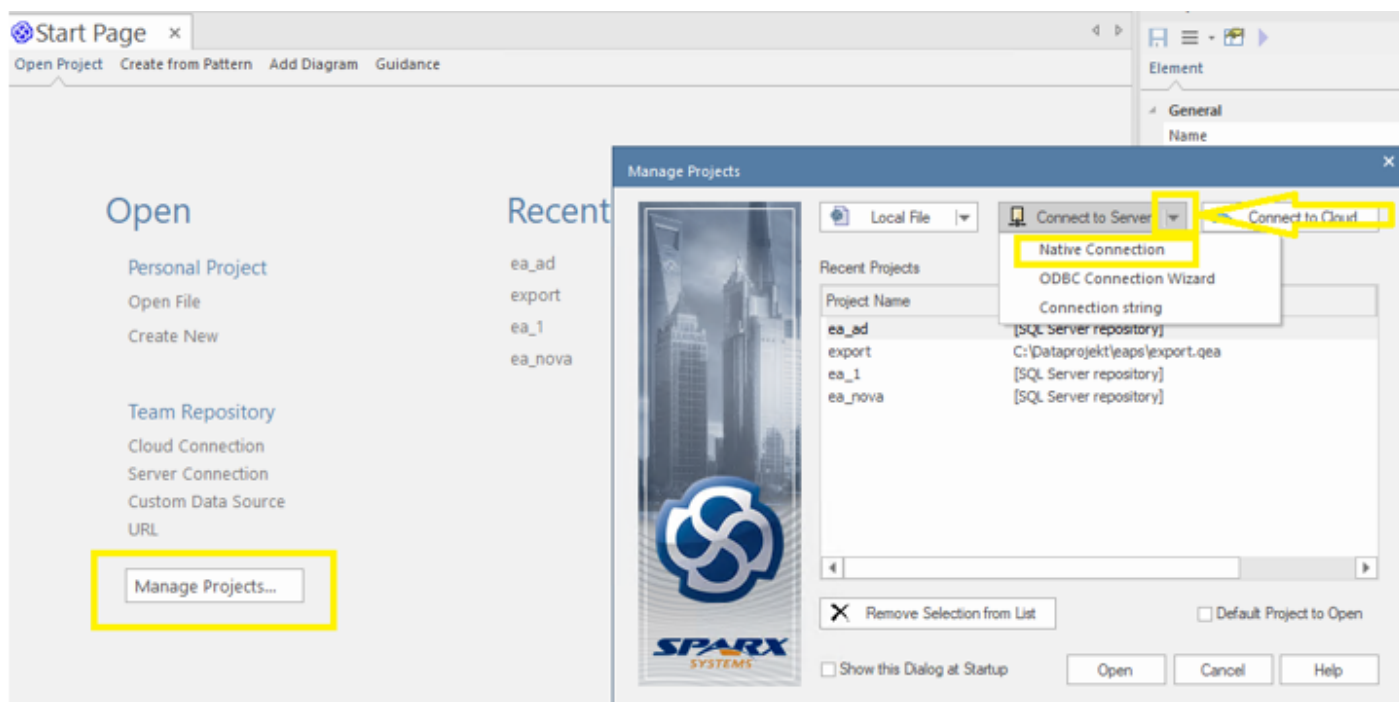 Start Page ×
Open Project Create from Pattern Add Diagram Guidance
Element
General
Name
Open
Personal Project
Open File
Create New
Team Repository
Cloud Connection
Server Connection
Custom Data Source
URL
Manage Projects...
Recent
ea_ad
export
ea_1
ea_nova
Manage Projects
Local File
Connect to Server
Connect to Cloud
Native Connection
ODBC Connection Wizard
Connection string
Recent Projects
Project Name
ea_ad [SQL Server repository]
export C:\Dataprojekt\eaps\export.qea
ea_1 [SQL Server repository]
ea_nova [SQL Server repository]
Remove Selection from List
Default Project to Open
Show this Dialog at Startup
Open Cancel Help
SPARX
SYSTEMS